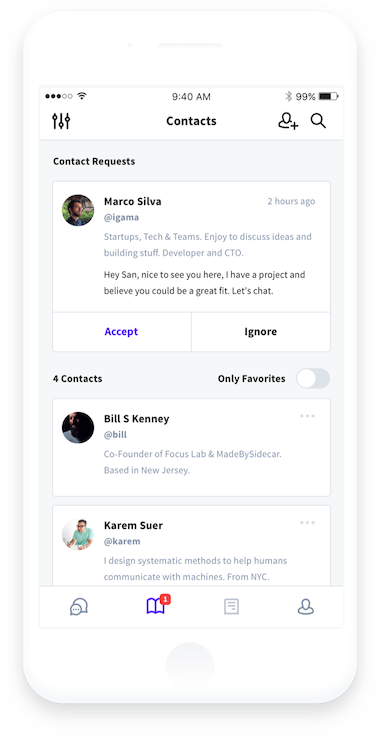 9:40 AM
99%
Contacts
Contact Requests
Marco Silva
2 hours ago
@igama
Startups, Tech & Teams. Enjoy to discuss ideas and
building stuff. Developer and CTO.
Hey San, nice to see you here, I have a project and
believe you could be a great fit. Let's chat.
Accept
Ignore
4 Contacts
Only Favorites
Bill S Kenney
@bill
Co-Founder of Focus Lab & MadeBySidecar.
Based in New Jersey.
Karem Suer
@karem
I design systematic methods to help humans
communicate with machines. From NYC.
1